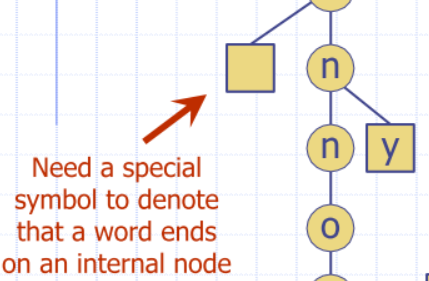 n
n
y
Need a special
symbol to denote
that a word ends
on an internal node
o